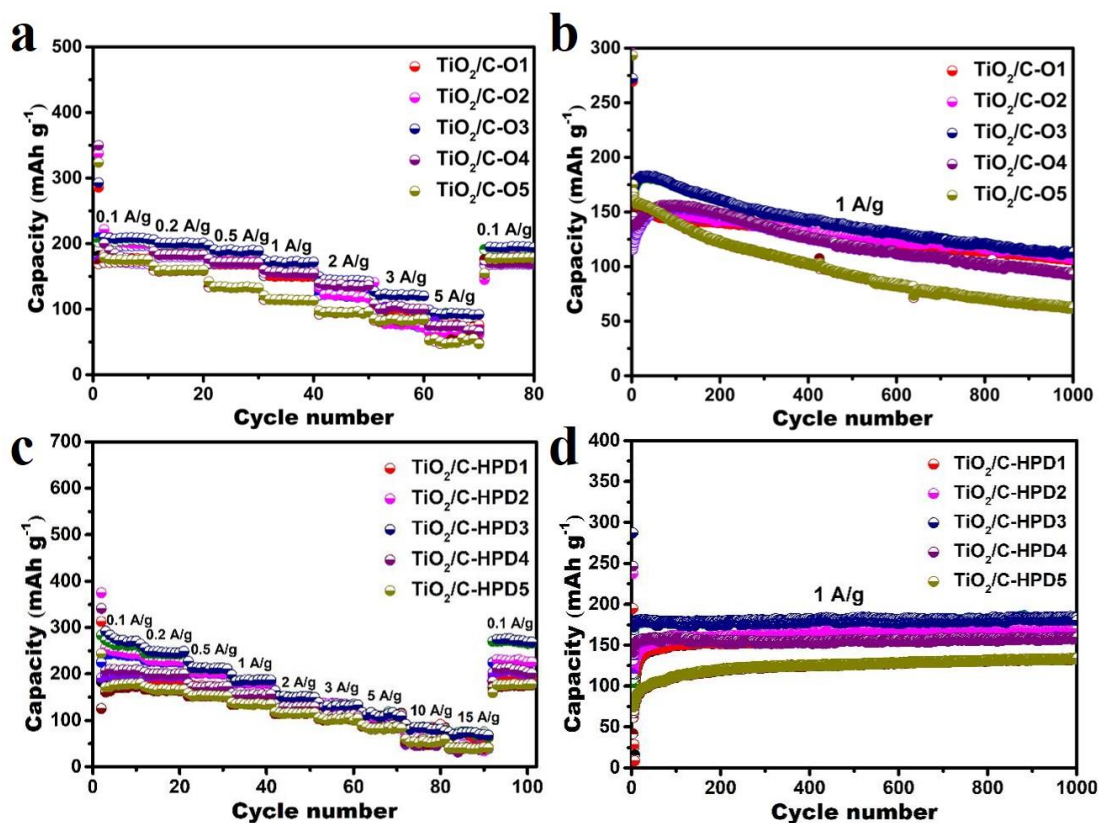 a
500
400
300
200
100
0
Capacity (mAh g⁻¹)
TiO₂/C-O1
TiO₂/C-O2
TiO₂/C-O3
TiO₂/C-O4
TiO₂/C-O5
0.1 A/g
0.2 A/g
0.5 A/g
1 A/g
2 A/g
3 A/g
5 A/g
0.1 A/g
0 20 40 60 80
Cycle number
b
300
250
200
150
100
50
0
Capacity (mAh g⁻¹)
TiO₂/C-O1
TiO₂/C-O2
TiO₂/C-O3
TiO₂/C-O4
TiO₂/C-O5
1 A/g
0 200 400 600 800 1000
Cycle number
c
700
600
500
400
300
200
100
0
Capacity (mAh g⁻¹)
TiO₂/C-HPD1
TiO₂/C-HPD2
TiO₂/C-HPD3
TiO₂/C-HPD4
TiO₂/C-HPD5
0.1 A/g
0.2 A/g
0.5 A/g
1 A/g
2 A/g
3 A/g
5 A/g
10 A/g
15 A/g
0.1 A/g
0 20 40 60 80 100
Cycle number
d
400
350
300
250
200
150
100
50
0
Capacity (mAh g⁻¹)
TiO₂/C-HPD1
TiO₂/C-HPD2
TiO₂/C-HPD3
TiO₂/C-HPD4
TiO₂/C-HPD5
1 A/g
0 200 400 600 800 1000
Cycle number